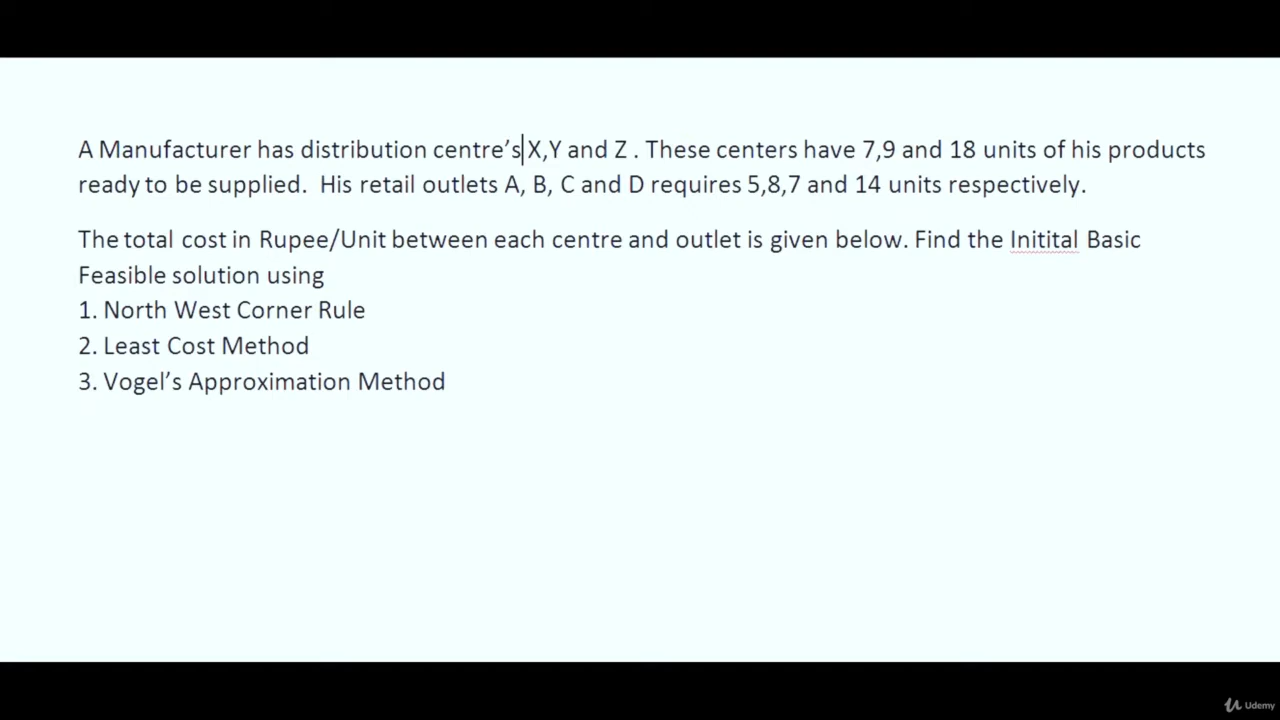 A Manufacturer has distribution centre’s X,Y and Z . These centers have 7,9 and 18 units of his products
ready to be supplied.  His retail outlets A, B, C and D requires 5,8,7 and 14 units respectively.
The total cost in Rupee/Unit between each centre and outlet is given below. Find the Initital Basic
Feasible solution using
1. North West Corner Rule
2. Least Cost Method
3. Vogel’s Approximation Method
Udemy